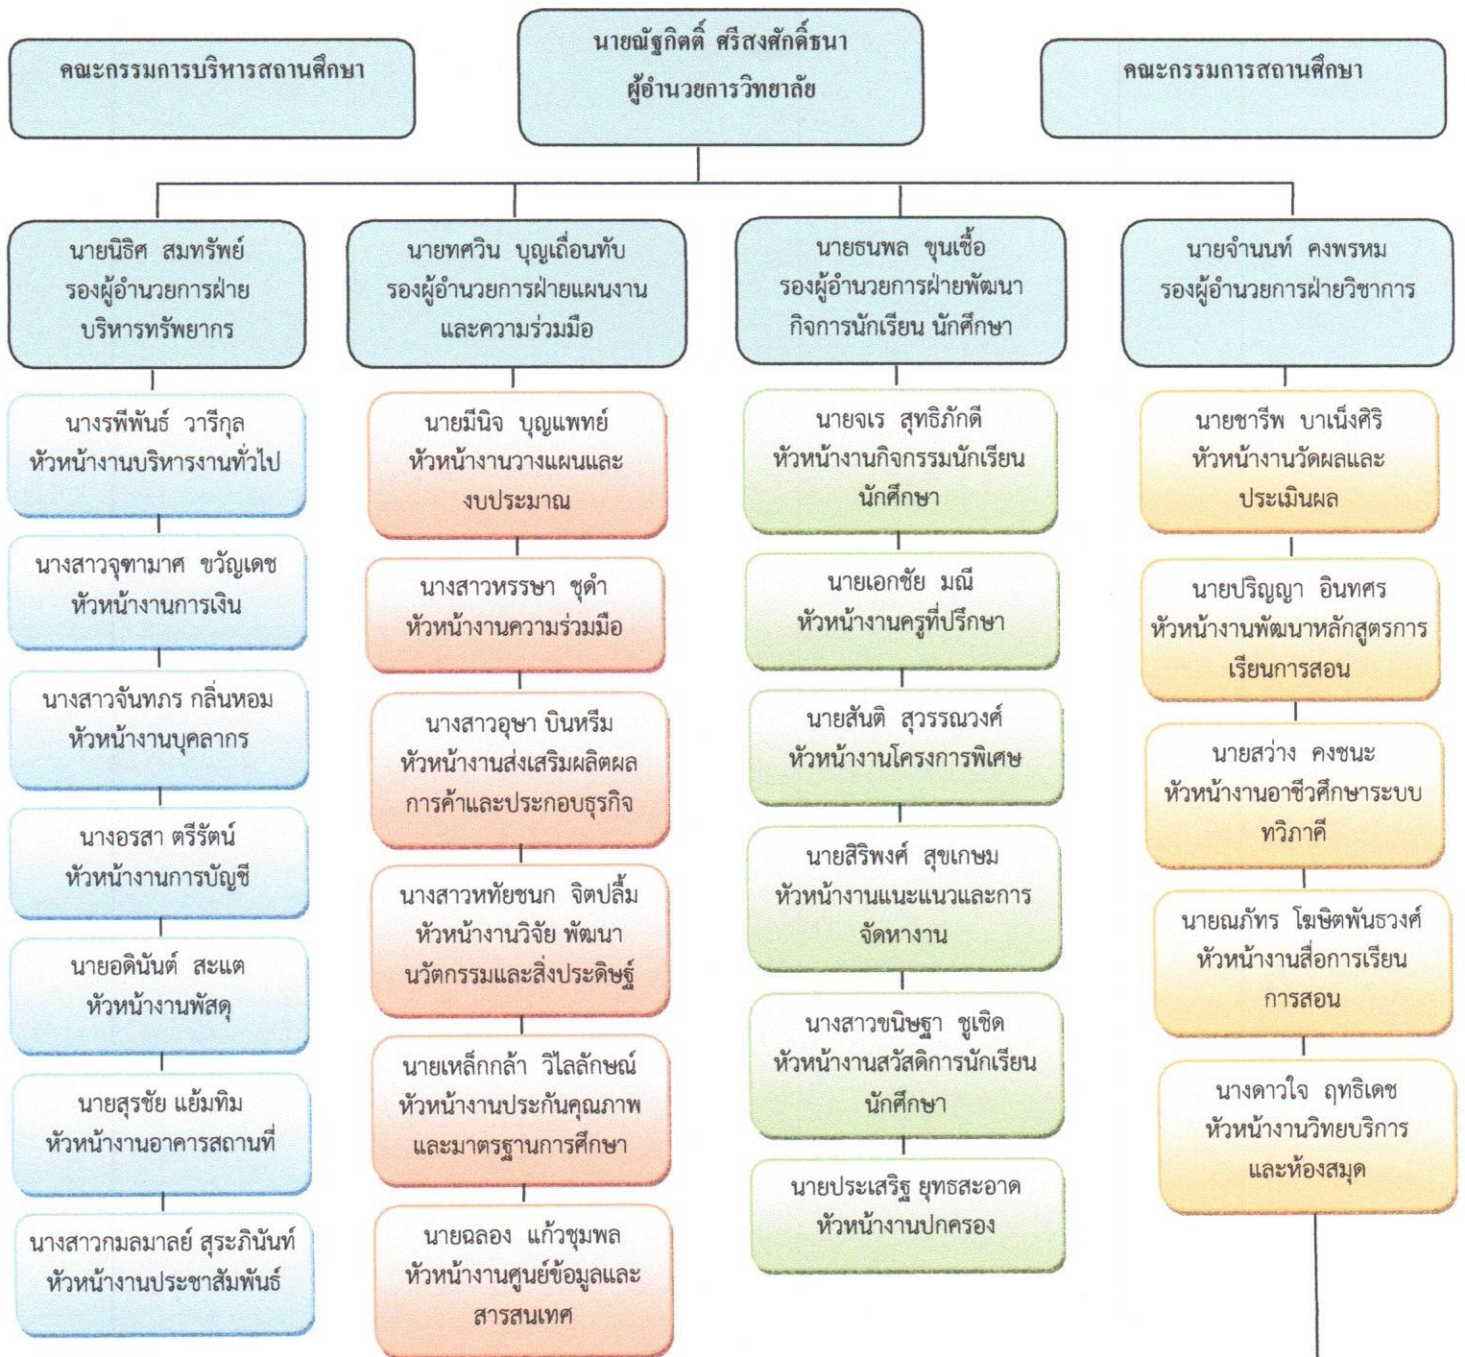 คณะกรรมการบริหารสถานศึกษา
นายณัฐกิตติ์ ศรีสงศักดิ์ธนา
ผู้อำนวยการวิทยาลัย
คณะกรรมการสถานศึกษา
นายนิธิศ สมทรัพย์
รองผู้อำนวยการฝ่าย
บริหารทรัพยากร
นางรพีพันธ์ วารีกุล
หัวหน้างานบริหารงานทั่วไป
นางสาวจุฑามาศ ขวัญเดช
หัวหน้างานการเงิน
นางสาวจันทภร กลิ่นหอม
หัวหน้างานบุคลากร
นางอรสา ตรีรัตน์
หัวหน้างานการบัญชี
นายอดินันต์ สะแต
หัวหน้างานพัสดุ
นายสุรชัย แย้มทิม
หัวหน้างานอาคารสถานที่
นางสาวกมลมาลย์ สุระภินันท์
หัวหน้างานประชาสัมพันธ์
นายทศวิน บุญเถื่อนทับ
รองผู้อำนวยการฝ่ายแผนงาน
และความร่วมมือ
นายมีนิจ บุญแพทย์
หัวหน้างานวางแผนและ
งบประมาณ
นางสาวหรรษา ชุดำ
หัวหน้างานความร่วมมือ
นางสาวอุษา บินหรีม
หัวหน้างานส่งเสริมผลิตผล
การค้าและประกอบธุรกิจ
นางสาวหทัยชนก จิตปลื้ม
หัวหน้างานวิจัย พัฒนา
นวัตกรรมและสิ่งประดิษฐ์
นายเหล็กกล้า วิไลลักษณ์
หัวหน้างานประกันคุณภาพ
และมาตรฐานการศึกษา
นายฉลอง แก้วชุมพล
หัวหน้างานศูนย์ข้อมูลและ
สารสนเทศ
นายธนพล ขุนเชื้อ
รองผู้อำนวยการฝ่ายพัฒนา
กิจการนักเรียน นักศึกษา
นายจเร สุทธิภักดี
หัวหน้างานกิจกรรมนักเรียน
นักศึกษา
นายเอกชัย มณี
หัวหน้างานครูที่ปรึกษา
นายสันติ สุวรรณวงศ์
หัวหน้างานโครงการพิเศษ
นายสิริพงศ์ สุขเกษม
หัวหน้างานแนะแนวและการ
จัดหางาน
นางสาวขนิษฐา ชูเชิด
หัวหน้างานสวัสดิการนักเรียน
นักศึกษา
นายประเสริฐ ยุทธสะอาด
หัวหน้างานปกครอง
นายจำนนท์ คงพรหม
รองผู้อำนวยการฝ่ายวิชาการ
นายชารีพ บาเน็งศิริ
หัวหน้างานวัดผลและ
ประเมินผล
นายปริญญา อินทศร
หัวหน้างานพัฒนาหลักสูตรการ
เรียนการสอน
นายสว่าง คงชนะ
หัวหน้างานอาชีวศึกษาระบบ
ทวิภาคี
นายณภัทร โฆษิตพันธวงศ์
หัวหน้างานสื่อการเรียน
การสอน
นางดาวใจ ฤทธิเดช
หัวหน้างานวิทยบริการ
และห้องสมุด